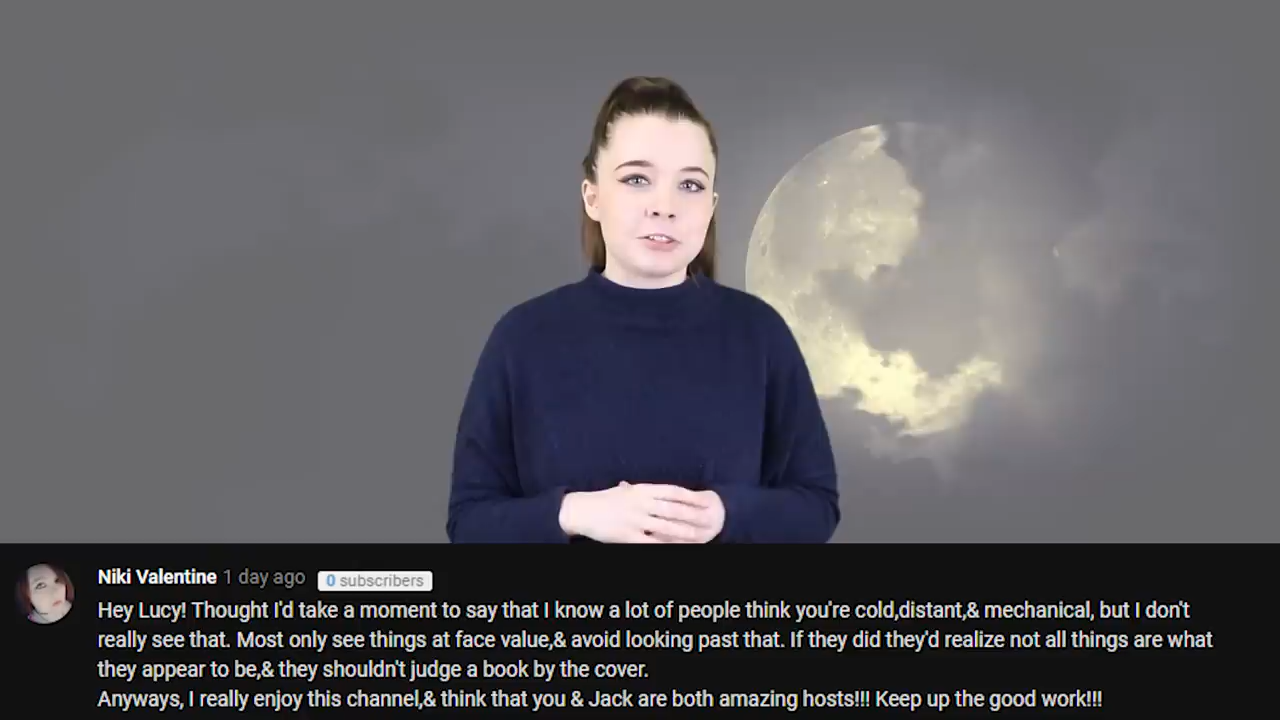 Niki Valentine 1 day ago 0 subscribers
Hey Lucy! Thought I'd take a moment to say that I know a lot of people think you're cold,distant,& mechanical, but I don't
really see that. Most only see things at face value,& avoid looking past that. If they did they'd realize not all things are what
they appear to be,& they shouldn't judge a book by the cover.
Anyways, I really enjoy this channel,& think that you & Jack are both amazing hosts!!! Keep up the good work!!!